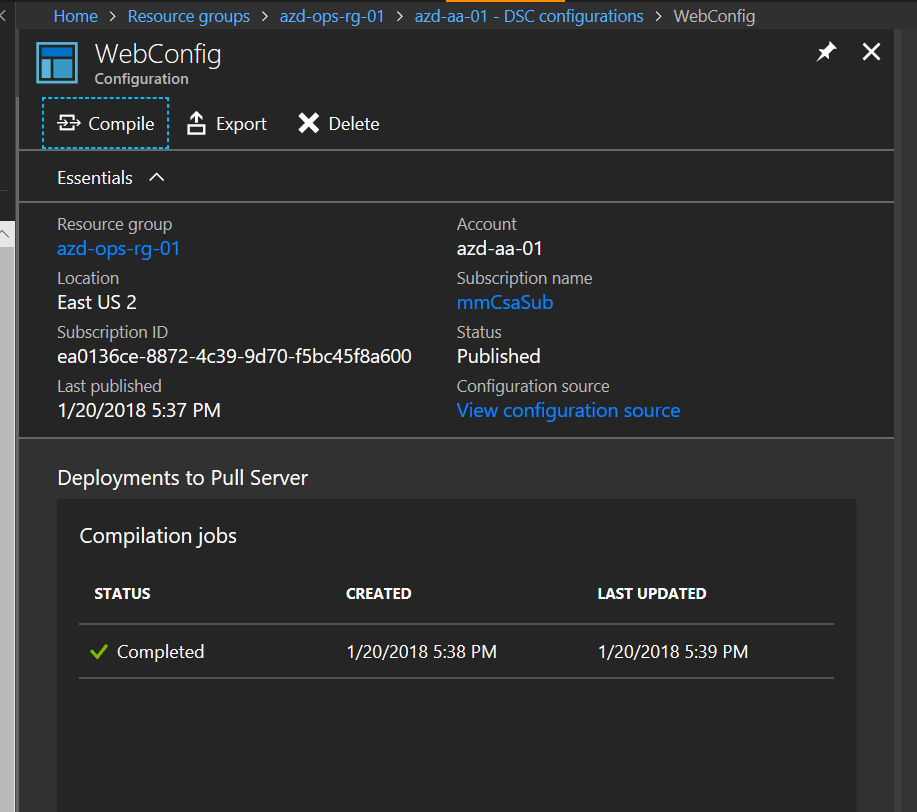 Home > Resource groups > azd-ops-rg-01 > azd-aa-01 - DSC configurations > WebConfig
WebConfig
Configuration
Compile Export Delete
Essentials
Resource group Account
azd-ops-rg-01 azd-aa-01
Location Subscription name
East US 2 mmCsaSub
Subscription ID Status
ea0136ce-8872-4c39-9d70-f5bc45f8a600 Published
Last published Configuration source
1/20/2018 5:37 PM View configuration source
Deployments to Pull Server
Compilation jobs
STATUS CREATED LAST UPDATED
Completed 1/20/2018 5:38 PM 1/20/2018 5:39 PM